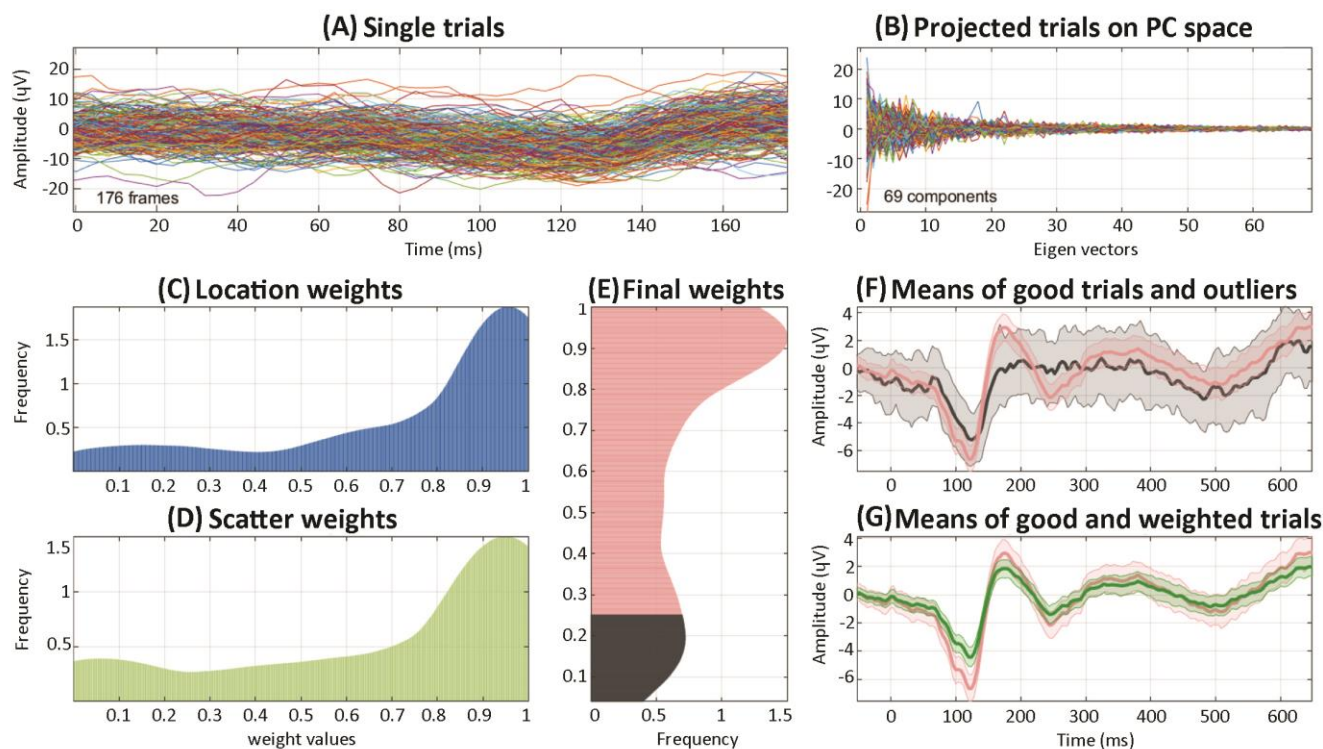 (A) Single trials
20
10
0
-10
-20
Amplitude (ųV)
176 frames
0 20 40 60 80 100 120 140 160
Time (ms)
(B) Projected trials on PC space
20
10
0
-10
-20
Amplitude (ųV)
69 components
0 10 20 30 40 50 60
Eigen vectors
(C) Location weights
1.5
1
0.5
Frequency
0.1 0.2 0.3 0.4 0.5 0.6 0.7 0.8 0.9 1
(D) Scatter weights
1.5
1
0.5
Frequency
0.1 0.2 0.3 0.4 0.5 0.6 0.7 0.8 0.9 1
weight values
(E) Final weights
1
0.9
0.8
0.7
0.6
0.5
0.4
0.3
0.2
0.1
0 0.5 1 1.5
Frequency
(F) Means of good trials and outliers
4
2
0
-2
-4
-6
Amplitude (ųV)
0 100 200 300 400 500 600
(G) Means of good and weighted trials
4
2
0
-2
-4
-6
Amplitude (ųV)
0 100 200 300 400 500 600
Time (ms)